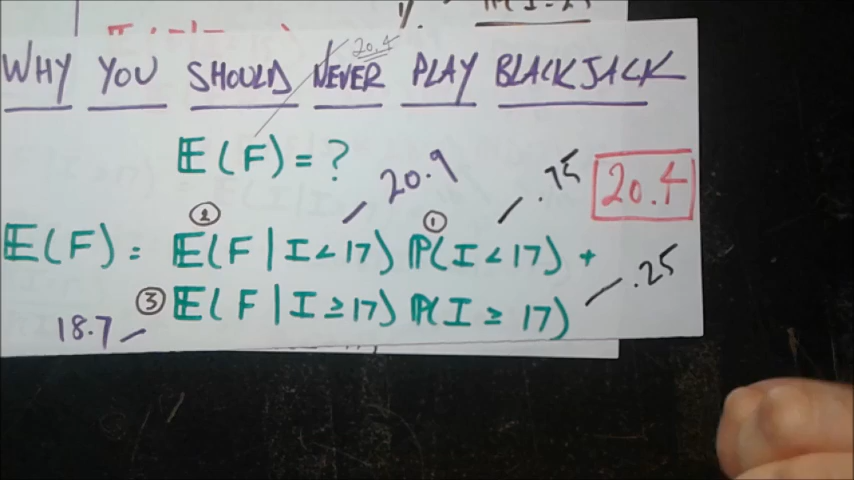 20.4
WHY YOU SHOULD NEVER PLAY BLACKJACK
E(F) = ?
20.9
.75
20.4
② ①
E(F) = E(F | I < 17) P(I < 17) +
.25
③ E(F | I ≥ 17) P(I ≥ 17)
18.7